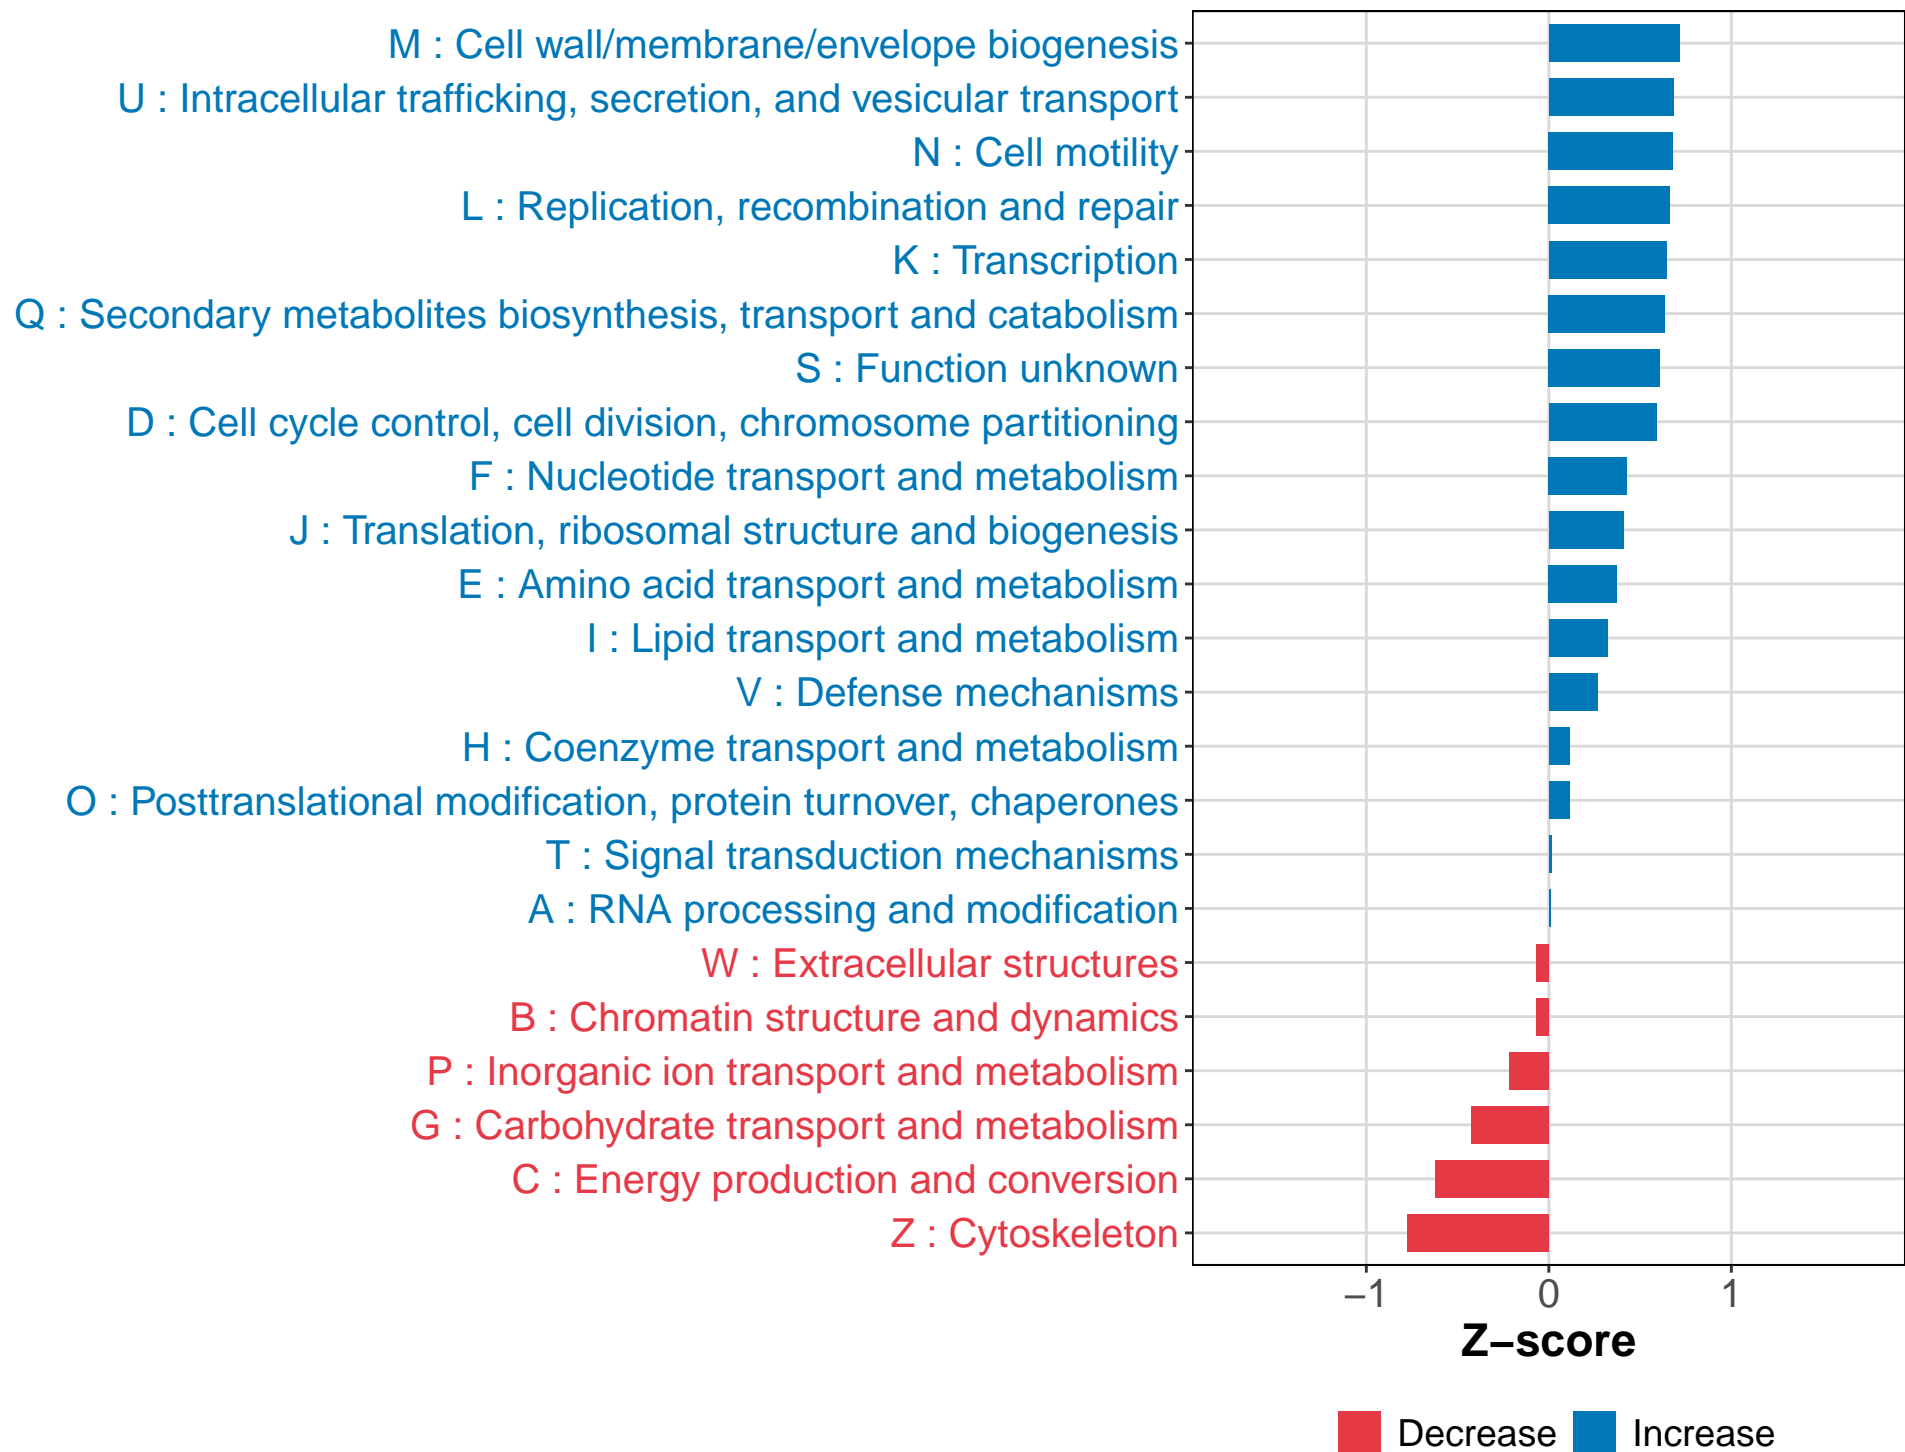 M : Cell wall/membrane/envelope biogenesis
U : Intracellular trafficking, secretion, and vesicular transport
N : Cell motility
L : Replication, recombination and repair
K : Transcription
Q : Secondary metabolites biosynthesis, transport and catabolism
S : Function unknown
D : Cell cycle control, cell division, chromosome partitioning
F : Nucleotide transport and metabolism
J : Translation, ribosomal structure and biogenesis
E : Amino acid transport and metabolism
I : Lipid transport and metabolism
V : Defense mechanisms
H : Coenzyme transport and metabolism
O : Posttranslational modification, protein turnover, chaperones
T : Signal transduction mechanisms
A : RNA processing and modification
W : Extracellular structures
B : Chromatin structure and dynamics
P : Inorganic ion transport and metabolism
G : Carbohydrate transport and metabolism
C : Energy production and conversion
Z : Cytoskeleton
−1 0 1
Z−score
Decrease Increase